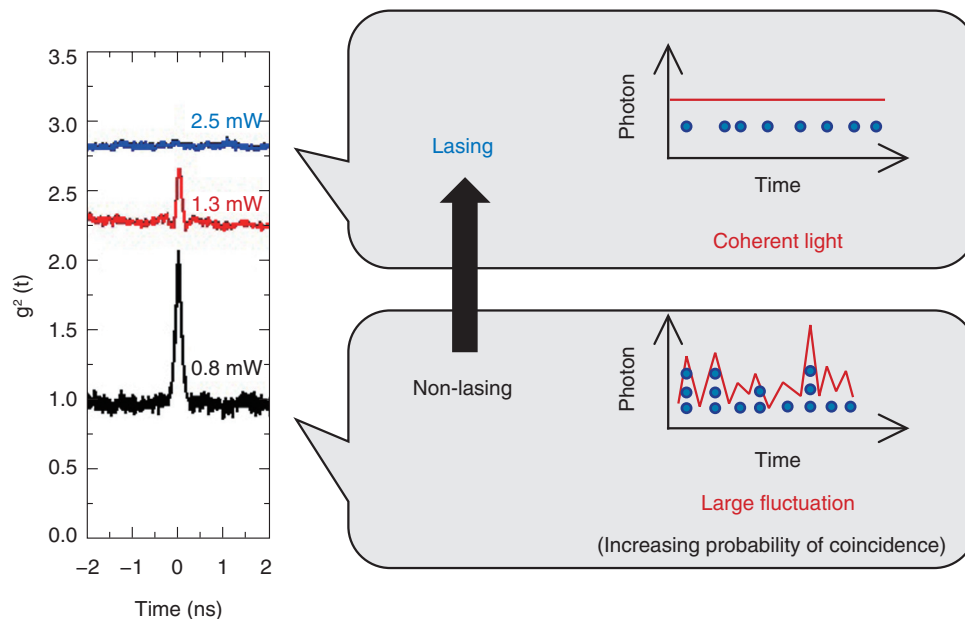 3.5
3.0
2.5
2.0
1.5
1.0
0.5
0.0
g² (t)
2.5 mW
1.3 mW
0.8 mW
−2
−1
0
1
2
Time (ns)
Lasing
Photon
Time
Coherent light
Non-lasing
Photon
Time
Large fluctuation
(Increasing probability of coincidence)